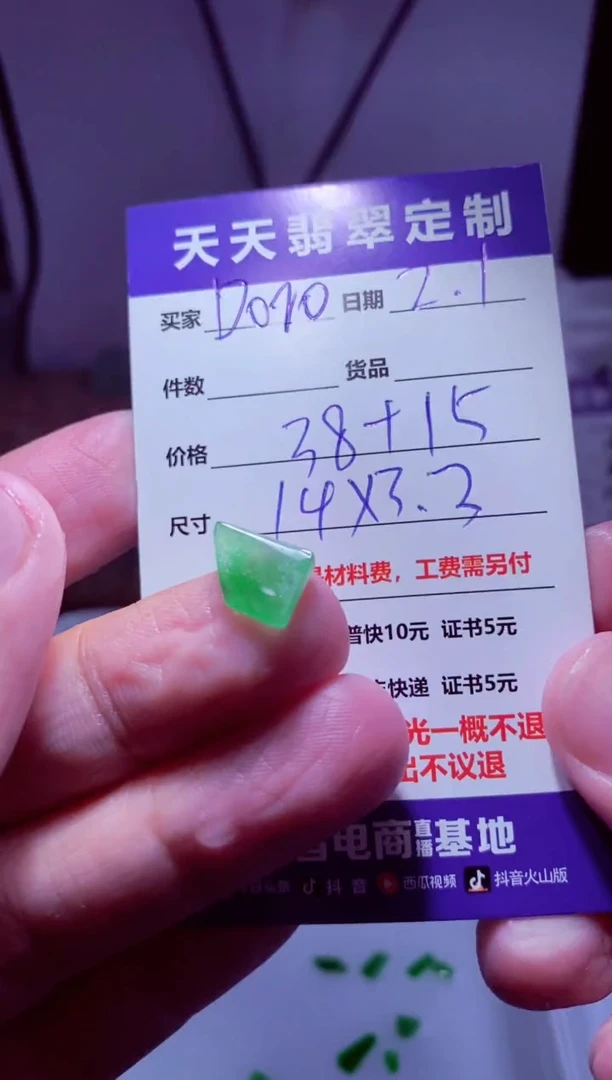 天天翡翠定制
买家 Dolo 日期 2.1
件数 货品
价格 38+15
尺寸 14X3.3
材料费，工费需另付
普快10元 证书5元
快递 证书5元
光一概不退
出不议退
电商直播基地
抖音 西瓜视频 抖音火山版